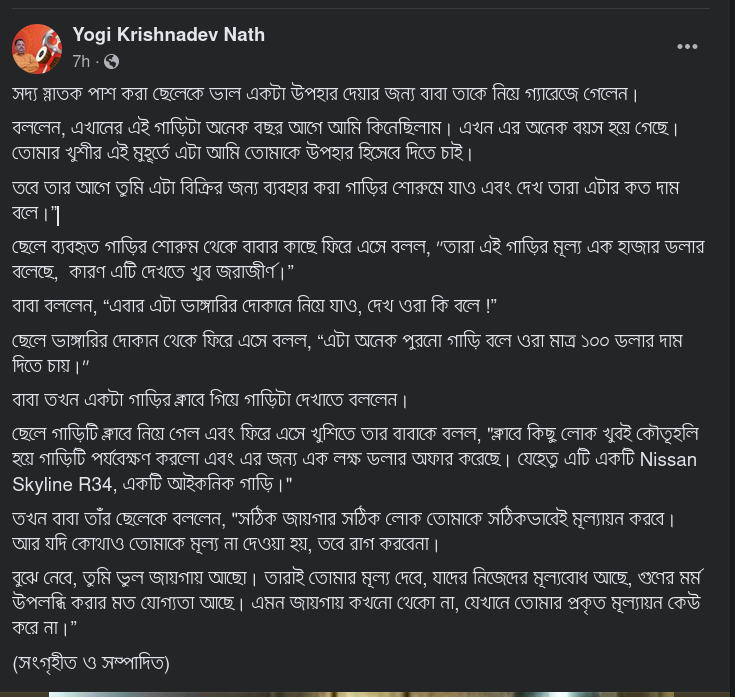 Yogi Krishnadev Nath
7h ·
সদ্য স্নাতক পাশ করা ছেলেকে ভাল একটা উপহার দেয়ার জন্য বাবা তাকে নিয়ে গ্যারেজে গেলেন।
বললেন, এখানের এই গাড়িটা অনেক বছর আগে আমি কিনেছিলাম। এখন এর অনেক বয়স হয়ে গেছে।
তোমার খুশীর এই মুহূর্তে এটা আমি তোমাকে উপহার হিসেবে দিতে চাই।
তবে তার আগে তুমি এটা বিক্রির জন্য ব্যবহার করা গাড়ির শোরুমে যাও এবং দেখ তারা এটার কত দাম
বলে।”
ছেলে ব্যবহৃত গাড়ির শোরুম থেকে বাবার কাছে ফিরে এসে বলল, “তারা এই গাড়ির মূল্য এক হাজার ডলার
বলেছে,  কারণ এটি দেখতে খুব জরাজীর্ণ।”
বাবা বললেন, “এবার এটা ভাঙ্গারির দোকানে নিয়ে যাও, দেখ ওরা কি বলে !”
ছেলে ভাঙ্গারির দোকান থেকে ফিরে এসে বলল, “এটা অনেক পুরনো গাড়ি বলে ওরা মাত্র ১০০ ডলার দাম
দিতে চায়।“
বাবা তখন একটা গাড়ির ক্লাবে গিয়ে গাড়িটা দেখাতে বললেন।
ছেলে গাড়িটি ক্লাবে নিয়ে গেল এবং ফিরে এসে খুশিতে তার বাবাকে বলল, "ক্লাবে কিছু লোক খুবই কৌতূহলি
হয়ে গাড়িটি পর্যবেক্ষণ করলো এবং এর জন্য এক লক্ষ ডলার অফার করেছে। যেহেতু এটি একটি Nissan
Skyline R34, একটি আইকনিক গাড়ি।"
তখন বাবা তাঁর ছেলেকে বললেন, "সঠিক জায়গার সঠিক লোক তোমাকে সঠিকভাবেই মূল্যায়ন করবে।
আর যদি কোথাও তোমাকে মূল্য না দেওয়া হয়, তবে রাগ করবেনা।
বুঝে নেবে, তুমি ভুল জায়গায় আছো। তারাই তোমার মূল্য দেবে, যাদের নিজেদের মূল্যবোধ আছে, গুণের মর্ম
উপলব্ধি করার মত যোগ্যতা আছে। এমন জায়গায় কখনো থেকো না, যেখানে তোমার প্রকৃত মূল্যায়ন কেউ
করে না।”
(সংগৃহীত ও সম্পাদিত)